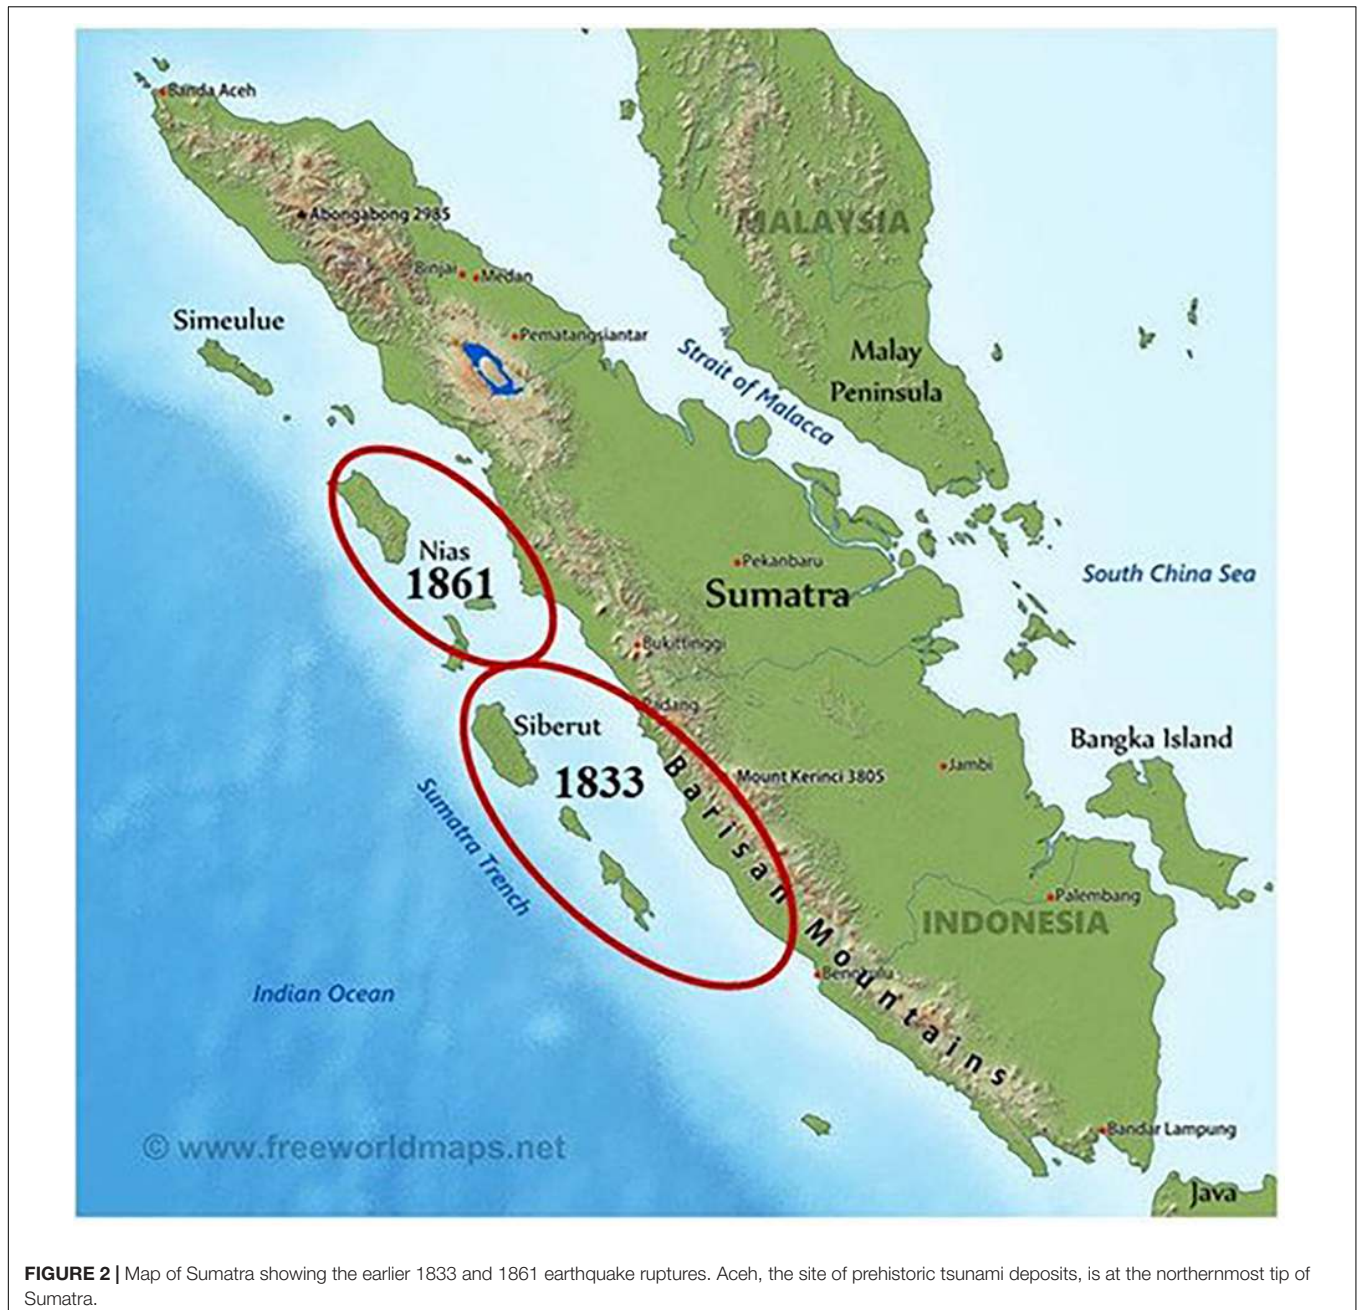 Banda Aceh
Abongabong 2985
MALAYSIA
Binjai
Medan
Simeulue
Pematangsiantar
Strait of Malacca
Malay
Peninsula
Nias
1861
Pekanbaru
South China Sea
Sumatra
Bukittinggi
Padang
Siberut
Bangka Island
1833
Mount Kerinci 3805
Jambi
Sumatra Trench
Barisan Mountains
Palembang
INDONESIA
Bengkulu
Indian Ocean
Bandar Lampung
© www.freeworldmaps.net
Java
FIGURE 2 | Map of Sumatra showing the earlier 1833 and 1861 earthquake ruptures. Aceh, the site of prehistoric tsunami deposits, is at the northernmost tip of
Sumatra.